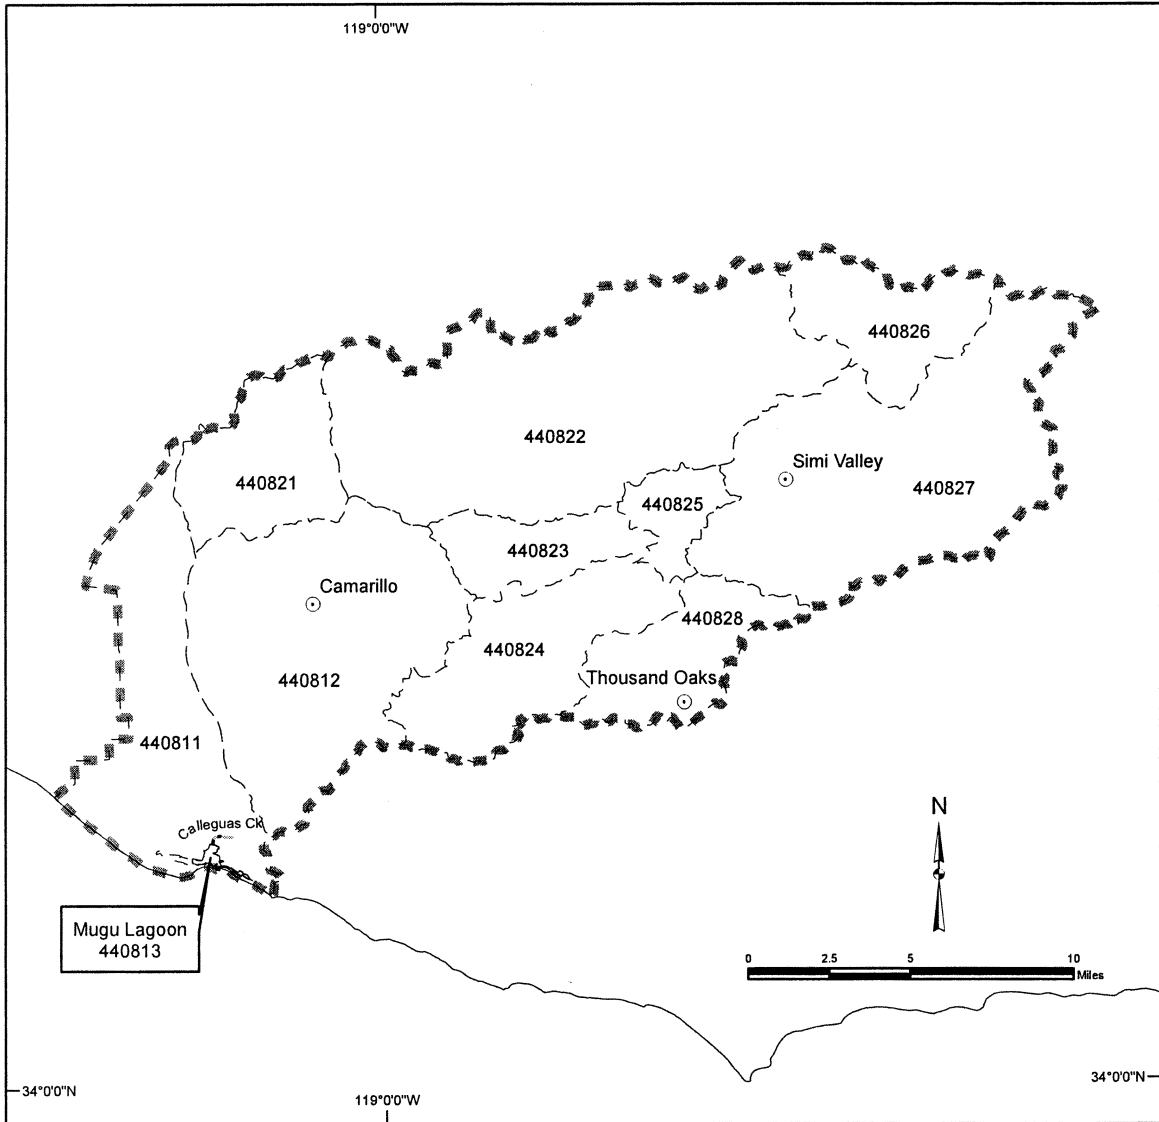 119°0'0"W
440826
440822
Simi Valley
440821
440827
440825
440823
Camarillo
440828
440824
Thousand Oaks
440812
440811
N
Calleguas Ck
Mugu Lagoon
440813
0 2.5 5 10
Miles
34°0'0"N
34°0'0"N
119°0'0"W